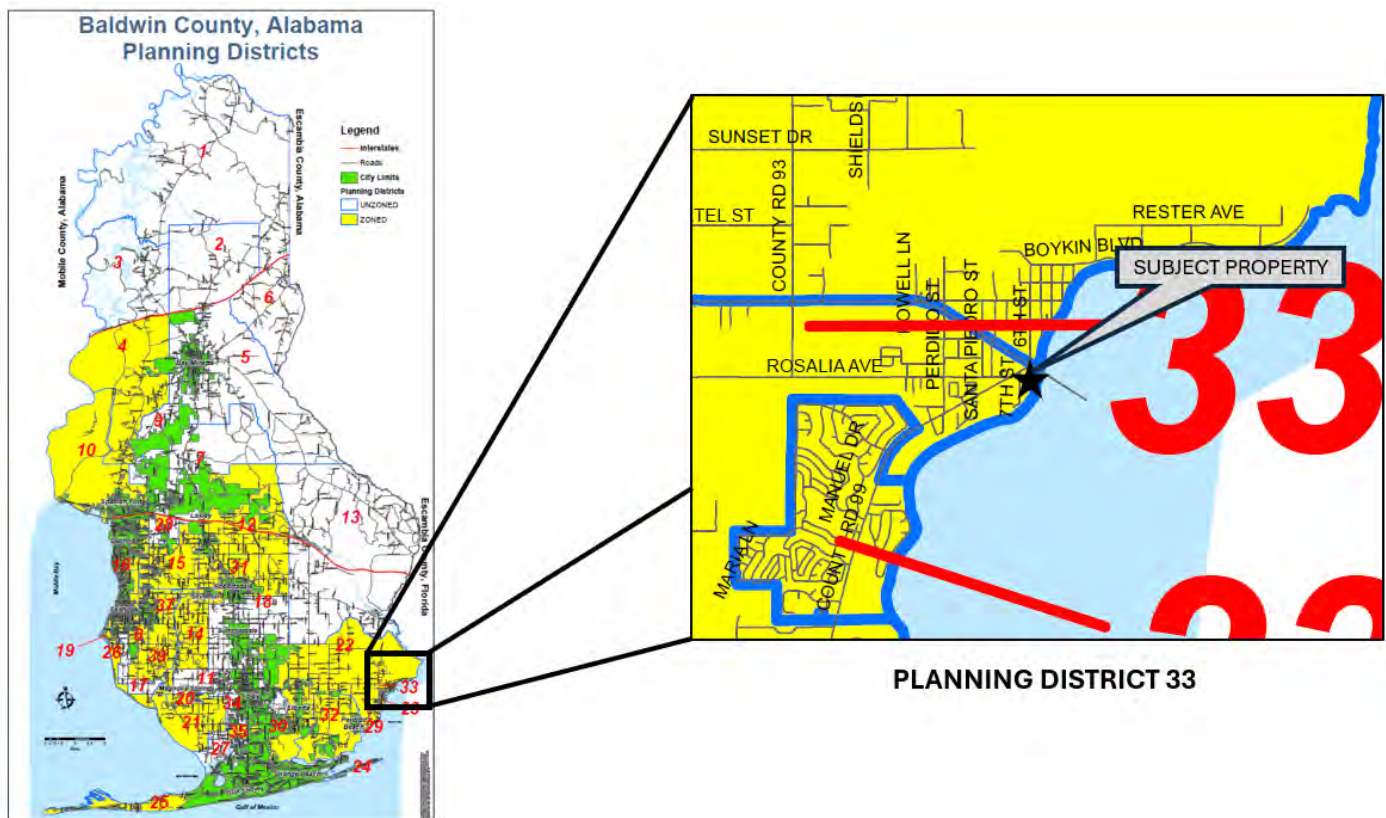 Baldwin County, Alabama
Planning Districts
Escambia County, Alabama
Mobile County, Alabama
Legend
Interstates
Roads
City Limits
Planning Districts
UNZONED
ZONED
1
2
3
6
4
5
9
10
7
Escambia County, Florida
13
12
28
Loxley
16
15
31
18
Mobile Bay
37
8
14
22
19
26
39
33
17
11
23
20
34
32
29
21
35
30
27
24
25
Gulf of Mexico
SUNSET DR
SHIELDS
COUNTY RD 93
TEL ST
RESTER AVE
BOYKIN BLVD
SUBJECT PROPERTY
OWELL LN
PERDIDO ST
SANTA PIEDRO ST
6TH ST
7TH ST
33
ROSALIA AVE
MANUEL DR
COUNT RD 99
MARIA LN
33
PLANNING DISTRICT 33